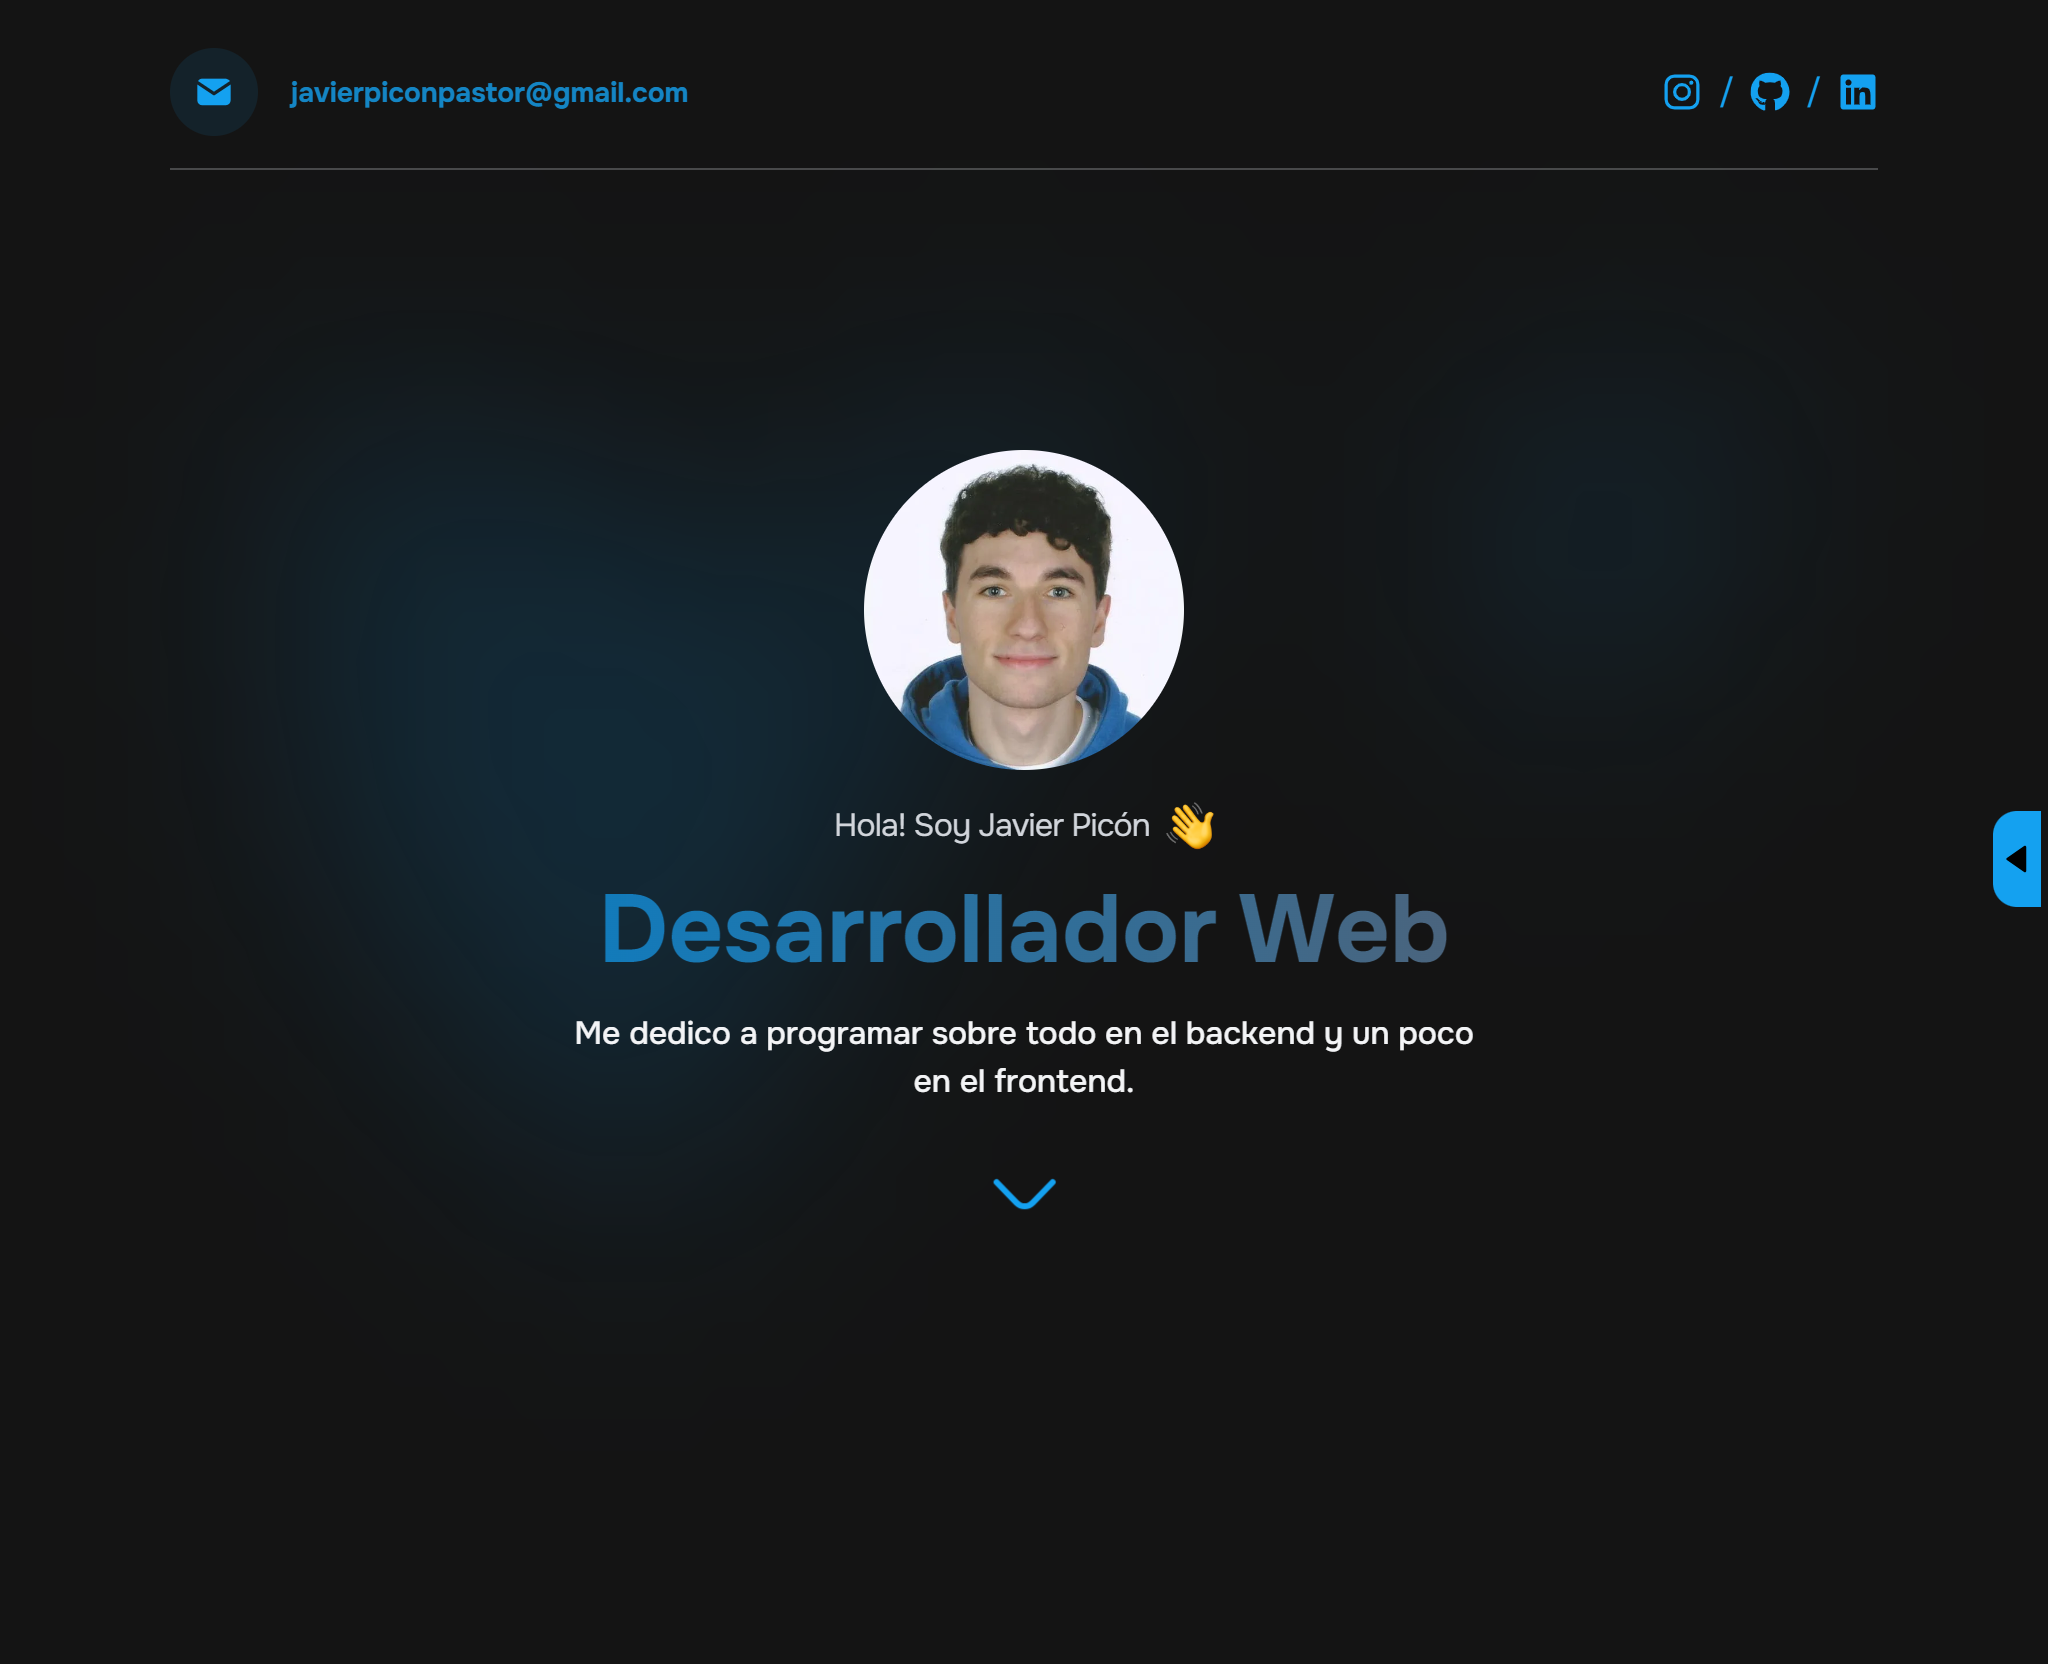 javierpiconpastor@gmail.com
/ /
Hola! Soy Javier Picón 👋
Desarrollador Web
Me dedico a programar sobre todo en el backend y un poco
en el frontend.